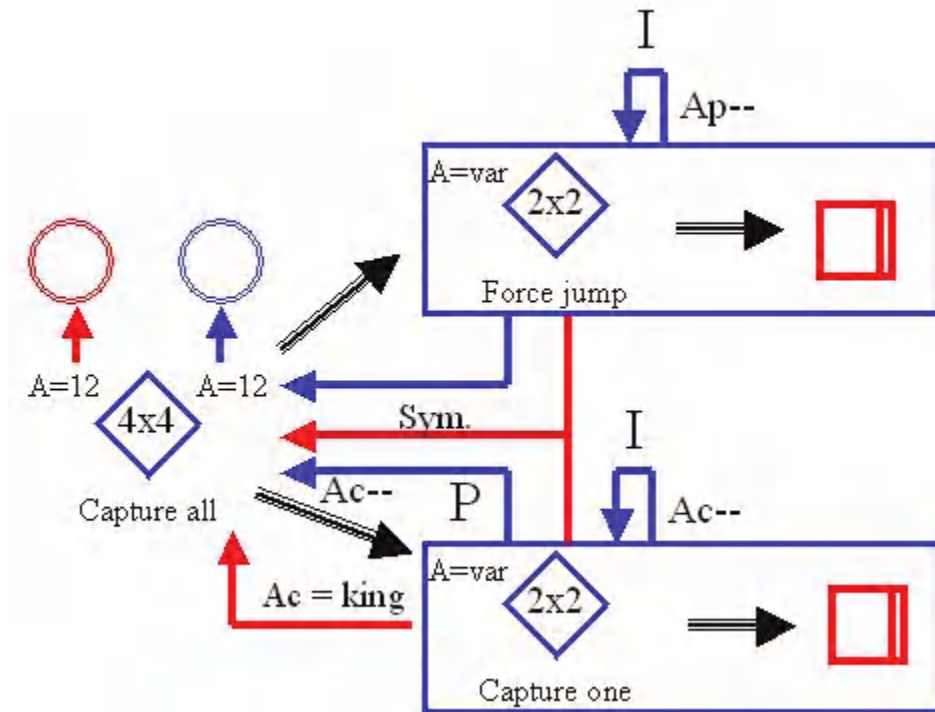 I
Ap--
A=var
2x2
Force jump
A=12
A=12
4x4
Sym.
I
Capture all
Ac--
P
Ac--
A=var
2x2
Ac = king
Capture one